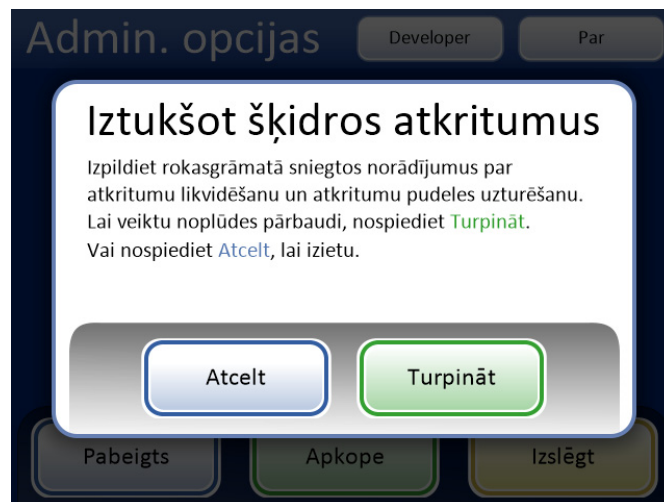 Admin. opcijas
Developer
Par
Iztukšot šķidros atkritumus
Izpildiet rokasgrāmatā sniegtos norādījumus par
atkritumu likvidēšanu un atkritumu pudeles uzturēšanu.
Lai veiktu noplūdes pārbaudi, nospiediet Turpināt.
Vai nospiediet Atcelt, lai izietu.
Atcelt
Turpināt
Pabeigts
Apkope
Izslēgt